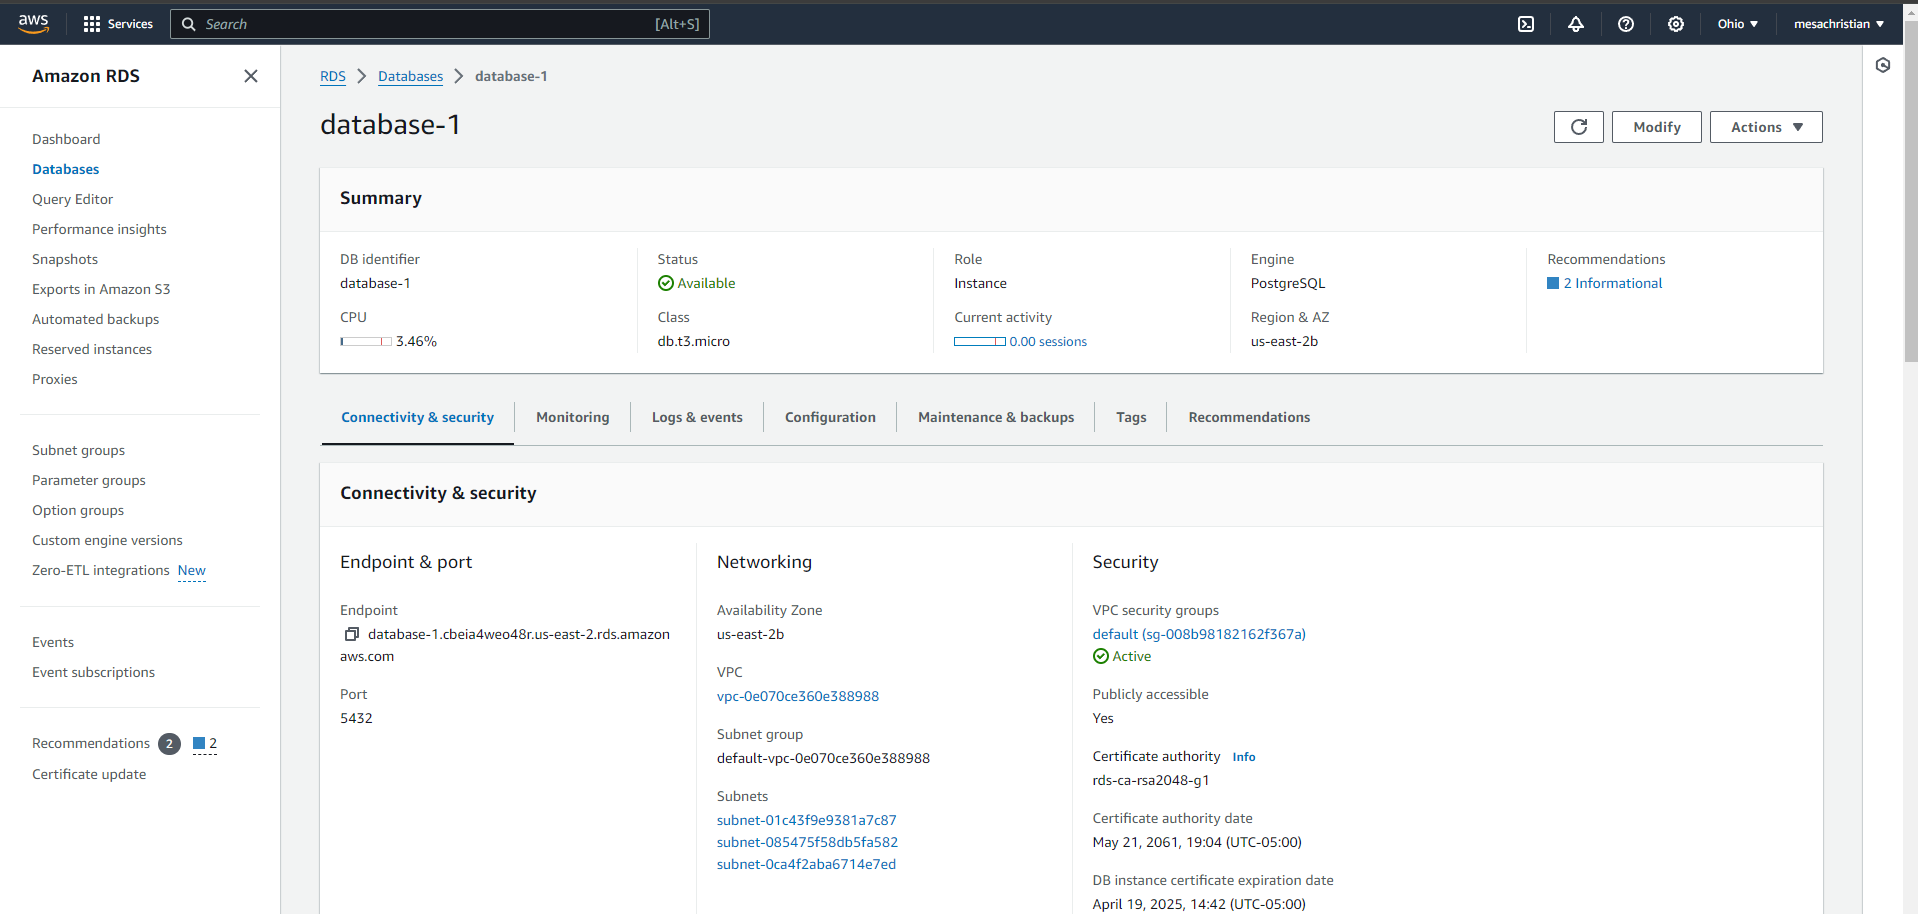 aws
Services
Search
[Alt+S]
Ohio
mesachristian
Amazon RDS
Dashboard
Databases
Query Editor
Performance insights
Snapshots
Exports in Amazon S3
Automated backups
Reserved instances
Proxies
Subnet groups
Parameter groups
Option groups
Custom engine versions
Zero-ETL integrations New
Events
Event subscriptions
Recommendations 2 2
Certificate update
RDS Databases database-1
database-1
Modify
Actions
Summary
DB identifier
database-1
CPU
3.46%
Status
Available
Class
db.t3.micro
Role
Instance
Current activity
0.00 sessions
Engine
PostgreSQL
Region & AZ
us-east-2b
Recommendations
2 Informational
Connectivity & security
Monitoring
Logs & events
Configuration
Maintenance & backups
Tags
Recommendations
Connectivity & security
Endpoint & port
Endpoint
database-1.cbeia4weo48r.us-east-2.rds.amazon
aws.com
Port
5432
Networking
Availability Zone
us-east-2b
VPC
vpc-0e070ce360e388988
Subnet group
default-vpc-0e070ce360e388988
Subnets
subnet-01c43f9e9381a7c87
subnet-085475f58db5fa582
subnet-0ca4f2aba6714e7ed
Security
VPC security groups
default (sg-008b98182162f367a)
Active
Publicly accessible
Yes
Certificate authority Info
rds-ca-rsa2048-g1
Certificate authority date
May 21, 2061, 19:04 (UTC-05:00)
DB instance certificate expiration date
April 19, 2025, 14:42 (UTC-05:00)